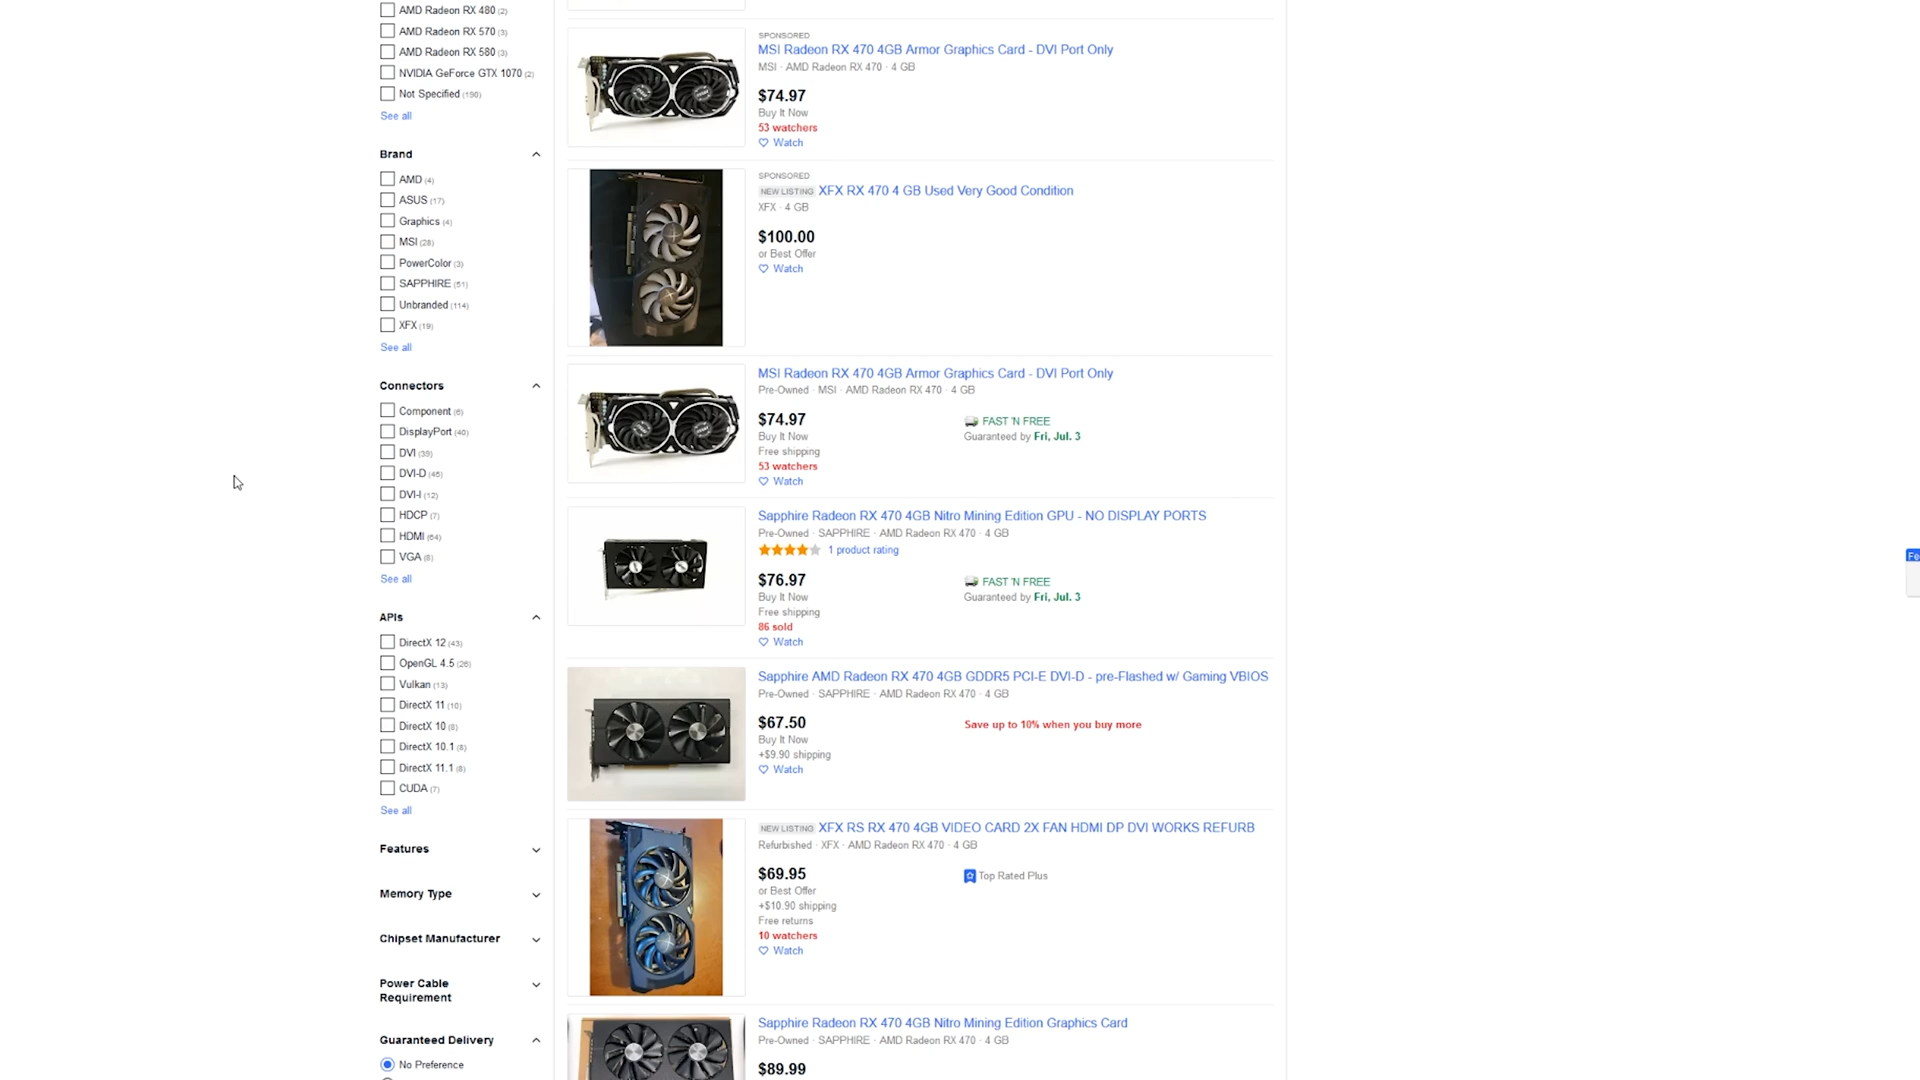 AMD Radeon RX 480 (2)
AMD Radeon RX 570 (3)
AMD Radeon RX 580 (3)
NVIDIA GeForce GTX 1070 (2)
Not Specified (190)
See all
Brand
AMD (4)
ASUS (17)
Graphics (4)
MSI (28)
PowerColor (3)
SAPPHIRE (51)
Unbranded (114)
XFX (19)
See all
Connectors
Component (6)
DisplayPort (40)
DVI (39)
DVI-D (46)
DVI-I (12)
HDCP (7)
HDMI (64)
VGA (8)
See all
APIs
DirectX 12 (43)
OpenGL 4.5 (26)
Vulkan (13)
DirectX 11 (10)
DirectX 10 (8)
DirectX 10.1 (8)
DirectX 11.1 (8)
CUDA (7)
See all
Features
Memory Type
Chipset Manufacturer
Power Cable
Requirement
Guaranteed Delivery
No Preference
SPONSORED
MSI Radeon RX 470 4GB Armor Graphics Card - DVI Port Only
MSI · AMD Radeon RX 470 · 4 GB
$74.97
Buy It Now
53 watchers
Watch
SPONSORED
NEW LISTING XFX RX 470 4 GB Used Very Good Condition
XFX · 4 GB
$100.00
or Best Offer
Watch
MSI Radeon RX 470 4GB Armor Graphics Card - DVI Port Only
Pre-Owned · MSI · AMD Radeon RX 470 · 4 GB
$74.97 FAST 'N FREE
Buy It Now Guaranteed by Fri, Jul. 3
Free shipping
53 watchers
Watch
Sapphire Radeon RX 470 4GB Nitro Mining Edition GPU - NO DISPLAY PORTS
Pre-Owned · SAPPHIRE · AMD Radeon RX 470 · 4 GB
1 product rating
$76.97 FAST 'N FREE
Buy It Now Guaranteed by Fri, Jul. 3
Free shipping
86 sold
Watch
Sapphire AMD Radeon RX 470 4GB GDDR5 PCI-E DVI-D - pre-Flashed w/ Gaming VBIOS
Pre-Owned · SAPPHIRE · AMD Radeon RX 470 · 4 GB
$67.50 Save up to 10% when you buy more
Buy It Now
+$9.90 shipping
Watch
NEW LISTING XFX RS RX 470 4GB VIDEO CARD 2X FAN HDMI DP DVI WORKS REFURB
Refurbished · XFX · AMD Radeon RX 470 · 4 GB
$69.95 Top Rated Plus
or Best Offer
+$10.90 shipping
Free returns
10 watchers
Watch
Sapphire Radeon RX 470 4GB Nitro Mining Edition Graphics Card
Pre-Owned · SAPPHIRE · AMD Radeon RX 470 · 4 GB
$89.99